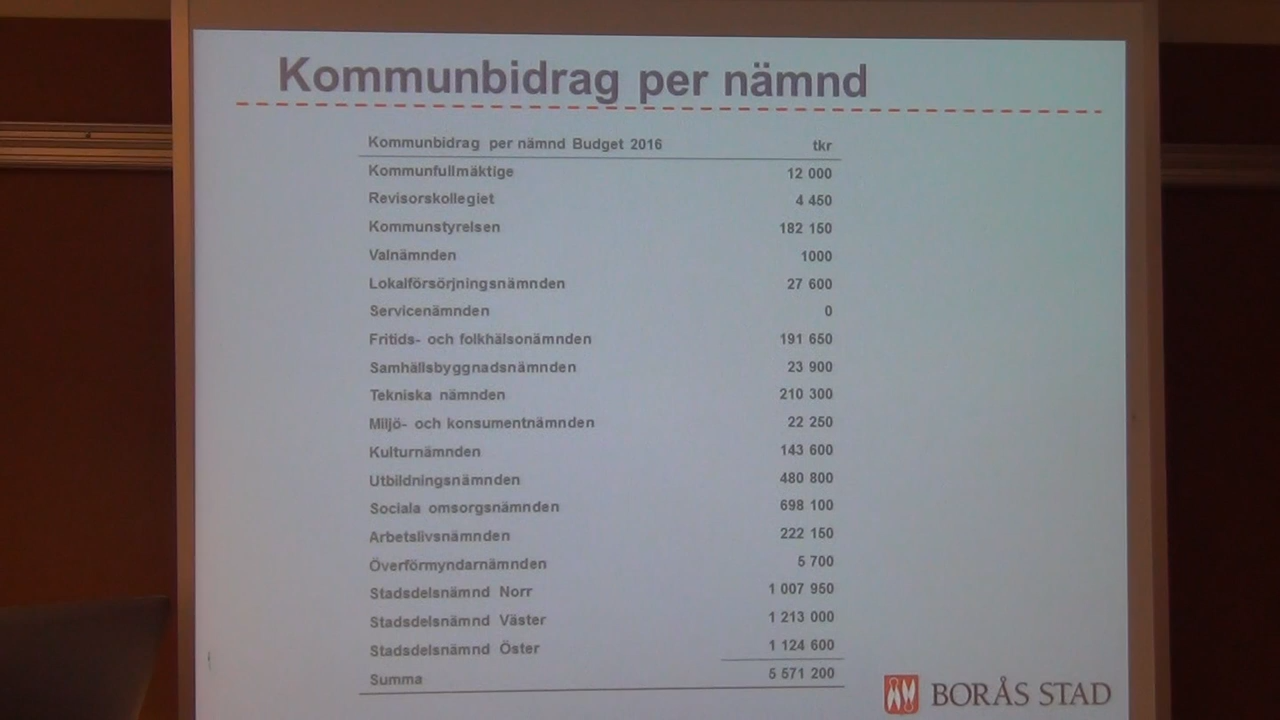 Kommunbidrag per nämnd
Kommunbidrag per nämnd Budget 2016 tkr
Kommunfullmäktige 12 000
Revisorskollegiet 4 450
Kommunstyrelsen 182 150
Valnämnden 1000
Lokalförsörjningsnämnden 27 600
Servicenämnden 0
Fritids- och folkhälsonämnden 191 650
Samhällsbyggnadsnämnden 23 900
Tekniska nämnden 210 300
Miljö- och konsumentnämnden 22 250
Kulturnämnden 143 600
Utbildningsnämnden 480 800
Sociala omsorgsnämnden 698 100
Arbetslivsnämnden 222 150
Överförmyndarnämnden 5 700
Stadsdelsnämnd Norr 1 007 950
Stadsdelsnämnd Väster 1 213 000
Stadsdelsnämnd Öster 1 124 600
Summa 5 571 200
BORÅS STAD